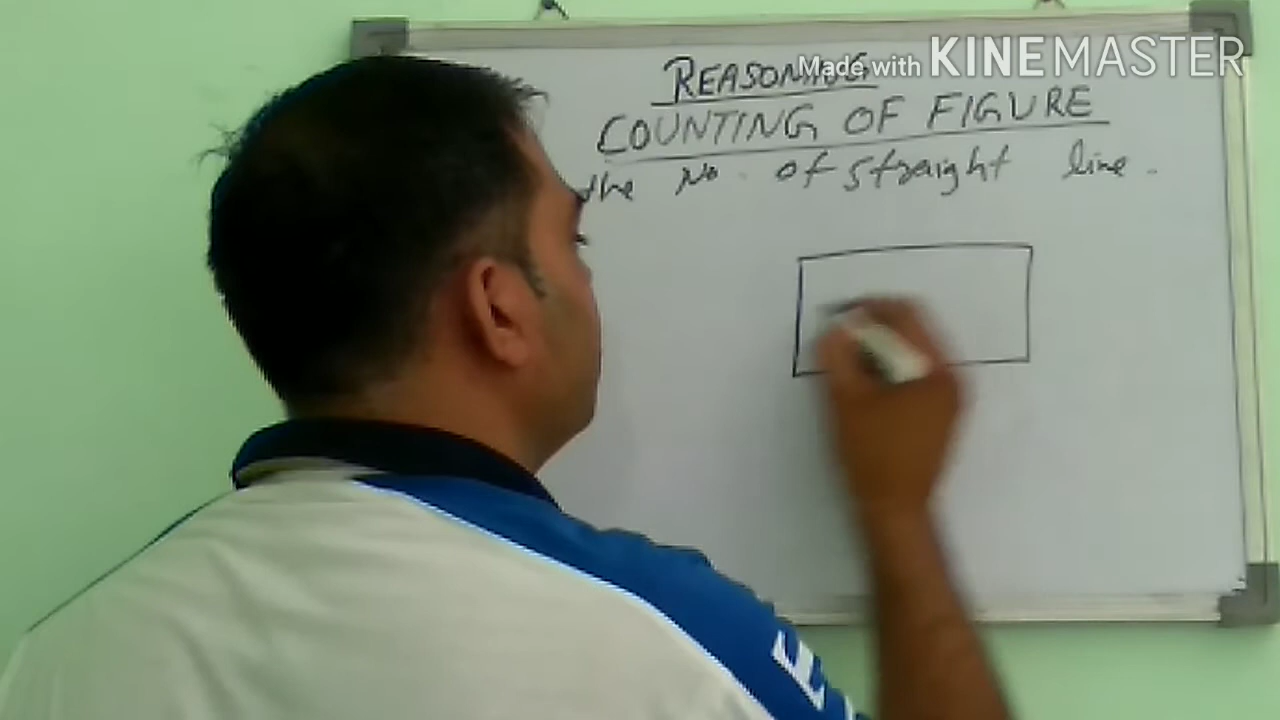 Made with KINEMASTER
REASONING
COUNTING OF FIGURE
the No. of straight line.